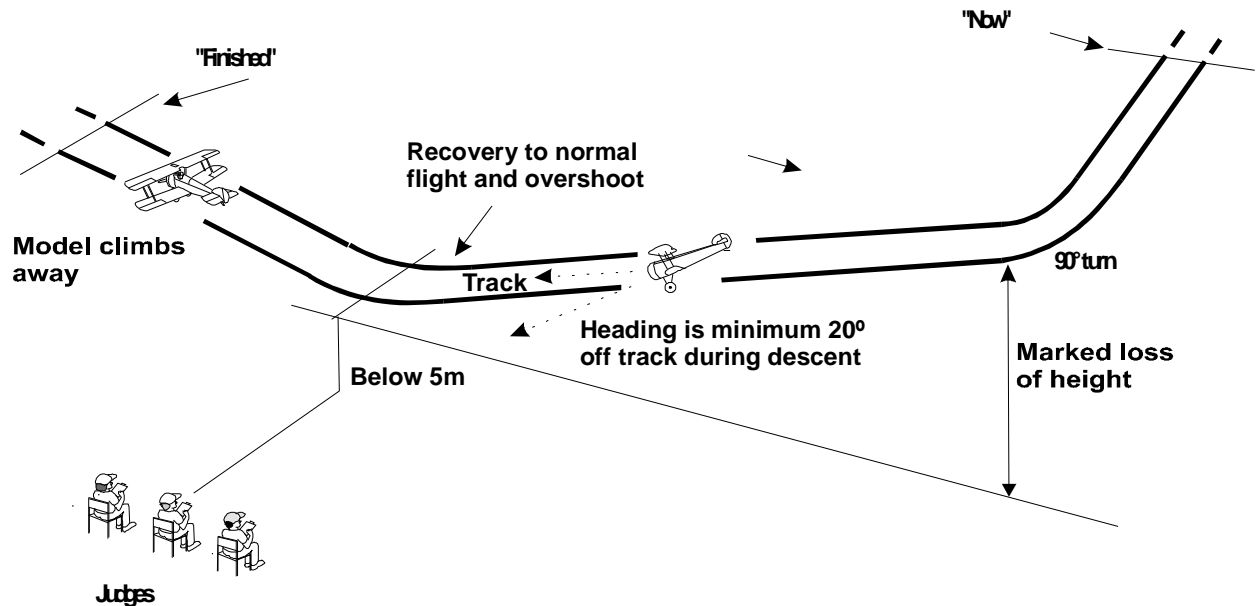 "Now"
"Finished"
Recovery to normal
flight and overshoot
Model climbs
away
Track
90° turn
Heading is minimum 20º
off track during descent
Marked loss
of height
Below 5m
Judges